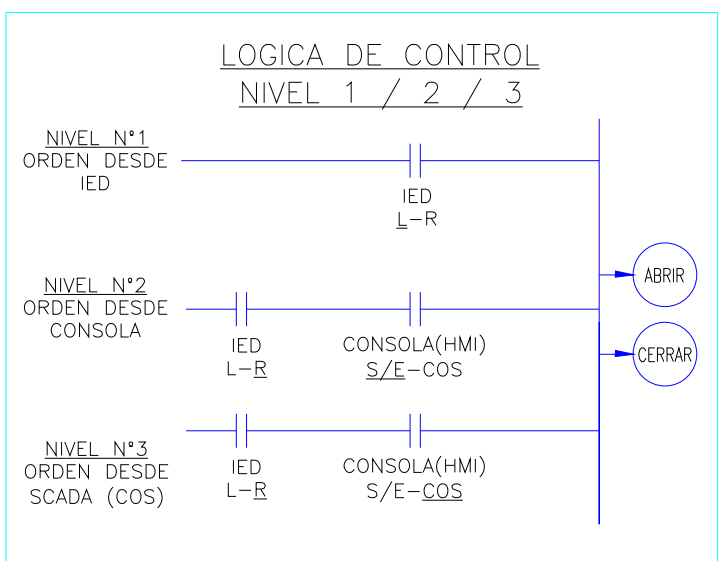 LOGICA DE CONTROL
NIVEL 1 / 2 / 3
NIVEL N°1
ORDEN DESDE
IED
IED
L-R
ABRIR
NIVEL N°2
ORDEN DESDE
CONSOLA
IED
L-R
CONSOLA(HMI)
S/E-COS
CERRAR
NIVEL N°3
ORDEN DESDE
SCADA (COS)
IED
L-R
CONSOLA(HMI)
S/E-COS